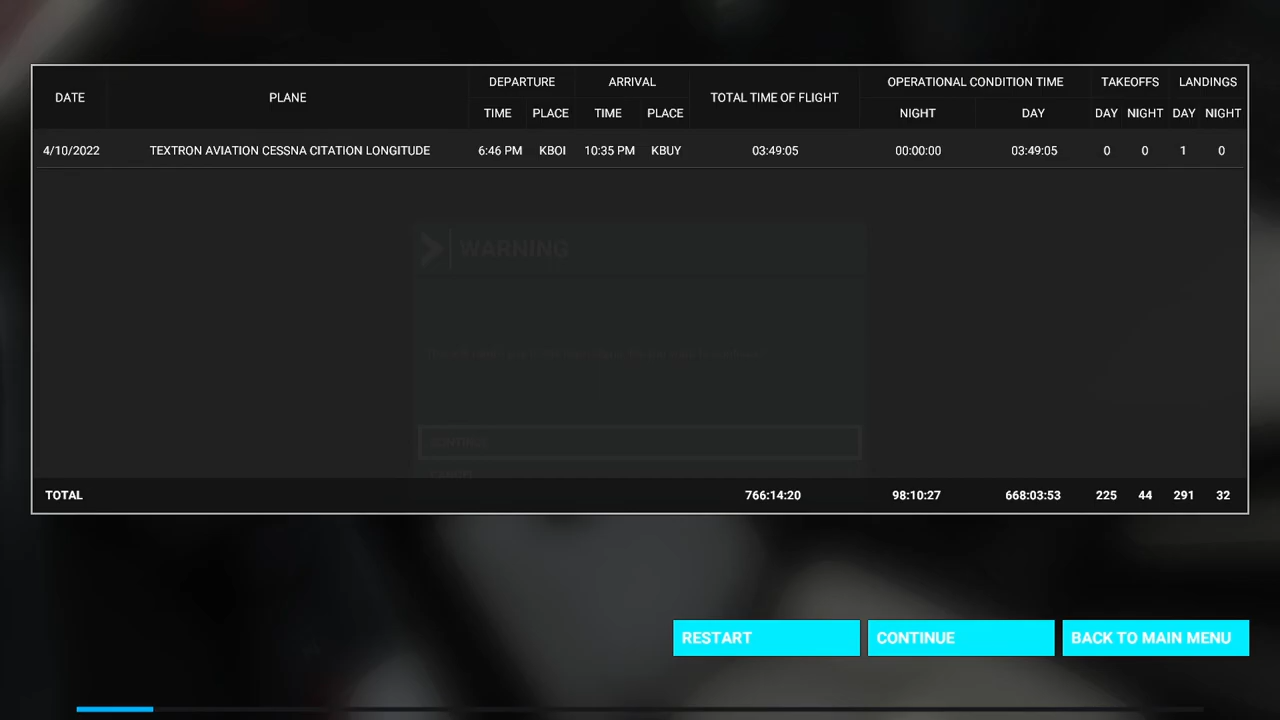 DATE PLANE DEPARTURE ARRIVAL TOTAL TIME OF FLIGHT OPERATIONAL CONDITION TIME TAKEOFFS LANDINGS
TIME PLACE TIME PLACE NIGHT DAY DAY NIGHT DAY NIGHT
4/10/2022 TEXTRON AVIATION CESSNA CITATION LONGITUDE 6:46 PM KBOI 10:35 PM KBUY 03:49:05 00:00:00 03:49:05 0 0 1 0
WARNING
CONTINUE
CANCEL
TOTAL 766:14:20 98:10:27 668:03:53 225 44 291 32
RESTART CONTINUE BACK TO MAIN MENU